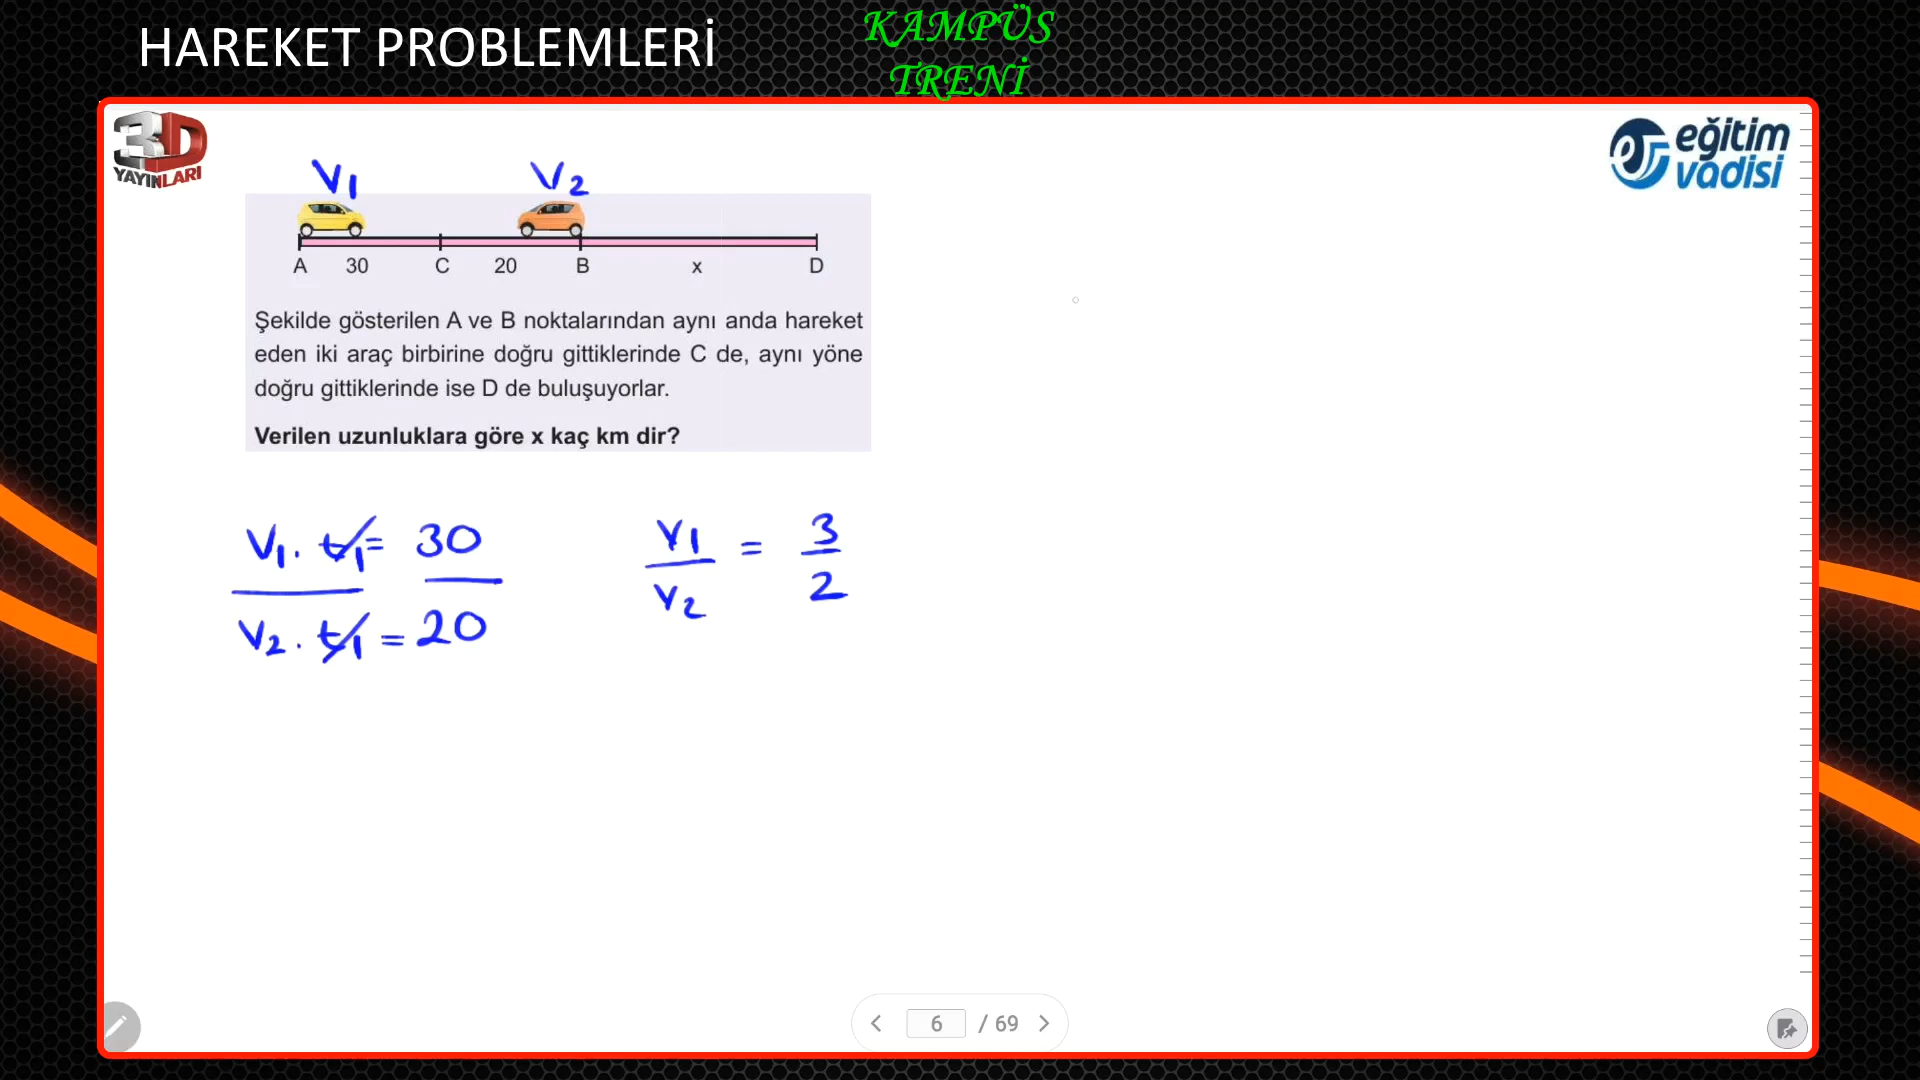 HAREKET PROBLEMLERİ
KAMPÜS
TRENİ
3D
YAYINLARI
eğitim
vadisi
V1 V2
A 30 C 20 B x D
Şekilde gösterilen A ve B noktalarından aynı anda hareket
eden iki araç birbirine doğru gittiklerinde C de, aynı yöne
doğru gittiklerinde ise D de buluşuyorlar.
Verilen uzunluklara göre x kaç km dir?
V1 . t1 = 30
V2 . t1 = 20
V1 = 3
V2 2
6 / 69